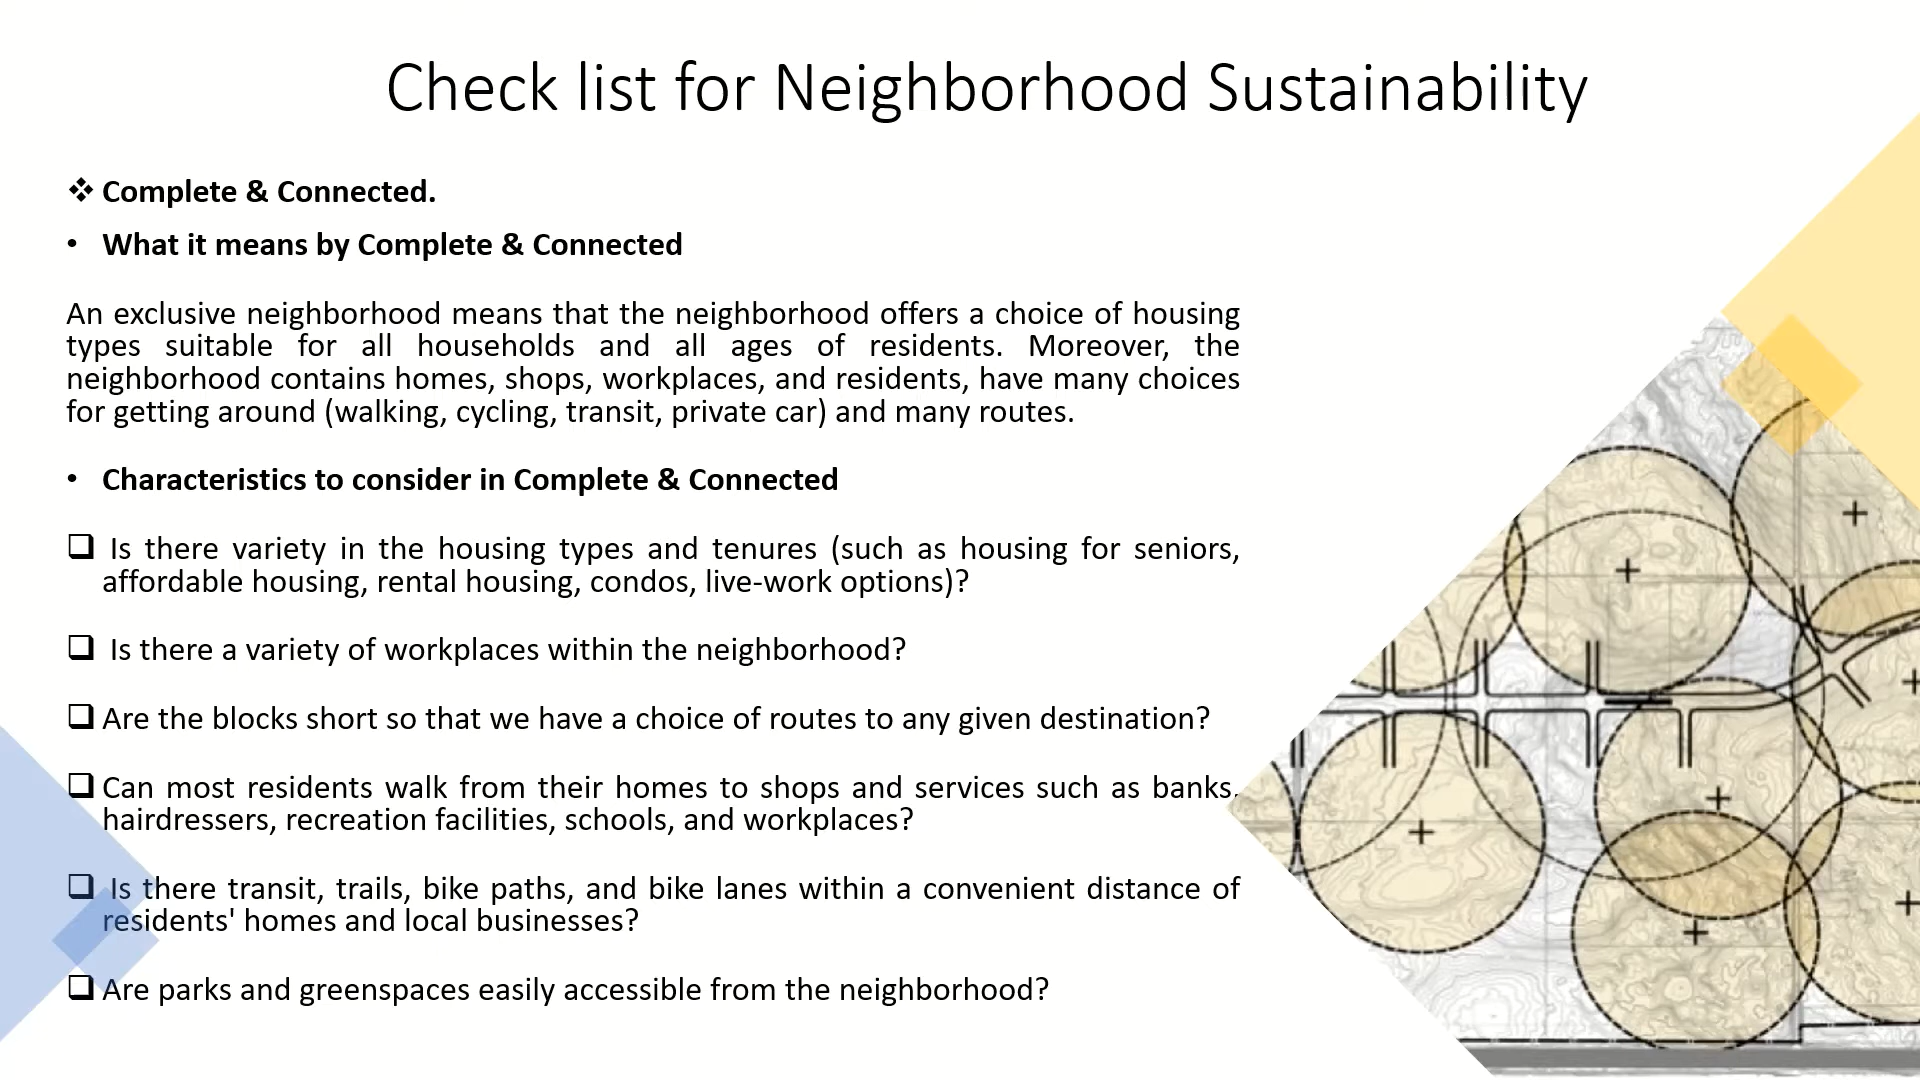 Check list for Neighborhood Sustainability
❖ Complete & Connected.
• What it means by Complete & Connected
An exclusive neighborhood means that the neighborhood offers a choice of housing
types suitable for all households and all ages of residents. Moreover, the
neighborhood contains homes, shops, workplaces, and residents, have many choices
for getting around (walking, cycling, transit, private car) and many routes.
• Characteristics to consider in Complete & Connected
❑ Is there variety in the housing types and tenures (such as housing for seniors,
affordable housing, rental housing, condos, live-work options)?
❑ Is there a variety of workplaces within the neighborhood?
❑ Are the blocks short so that we have a choice of routes to any given destination?
❑ Can most residents walk from their homes to shops and services such as banks,
hairdressers, recreation facilities, schools, and workplaces?
❑ Is there transit, trails, bike paths, and bike lanes within a convenient distance of
residents' homes and local businesses?
❑ Are parks and greenspaces easily accessible from the neighborhood?